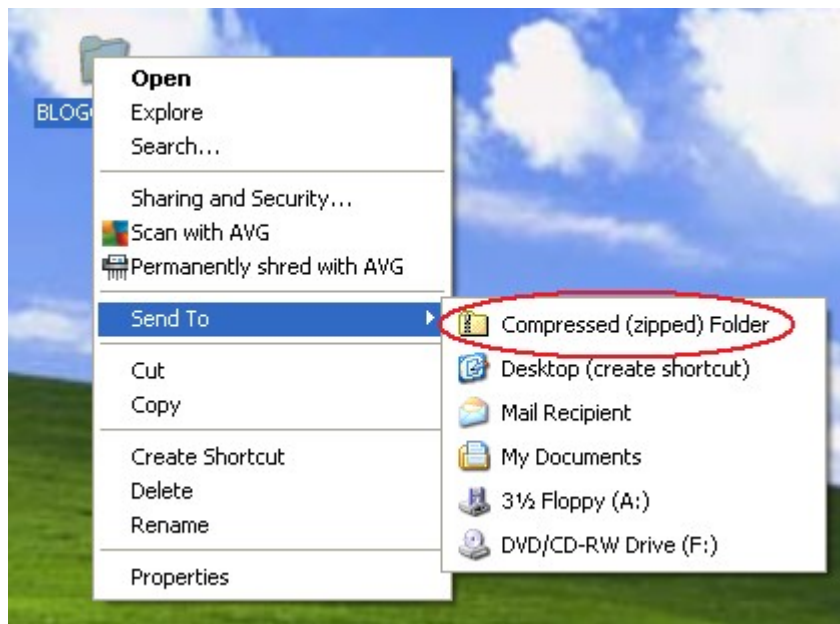 BLOG
Open
Explore
Search...
Sharing and Security...
Scan with AVG
Permanently shred with AVG
Send To
Cut
Copy
Create Shortcut
Delete
Rename
Properties
Compressed (zipped) Folder
Desktop (create shortcut)
Mail Recipient
My Documents
3½ Floppy (A:)
DVD/CD-RW Drive (F:)